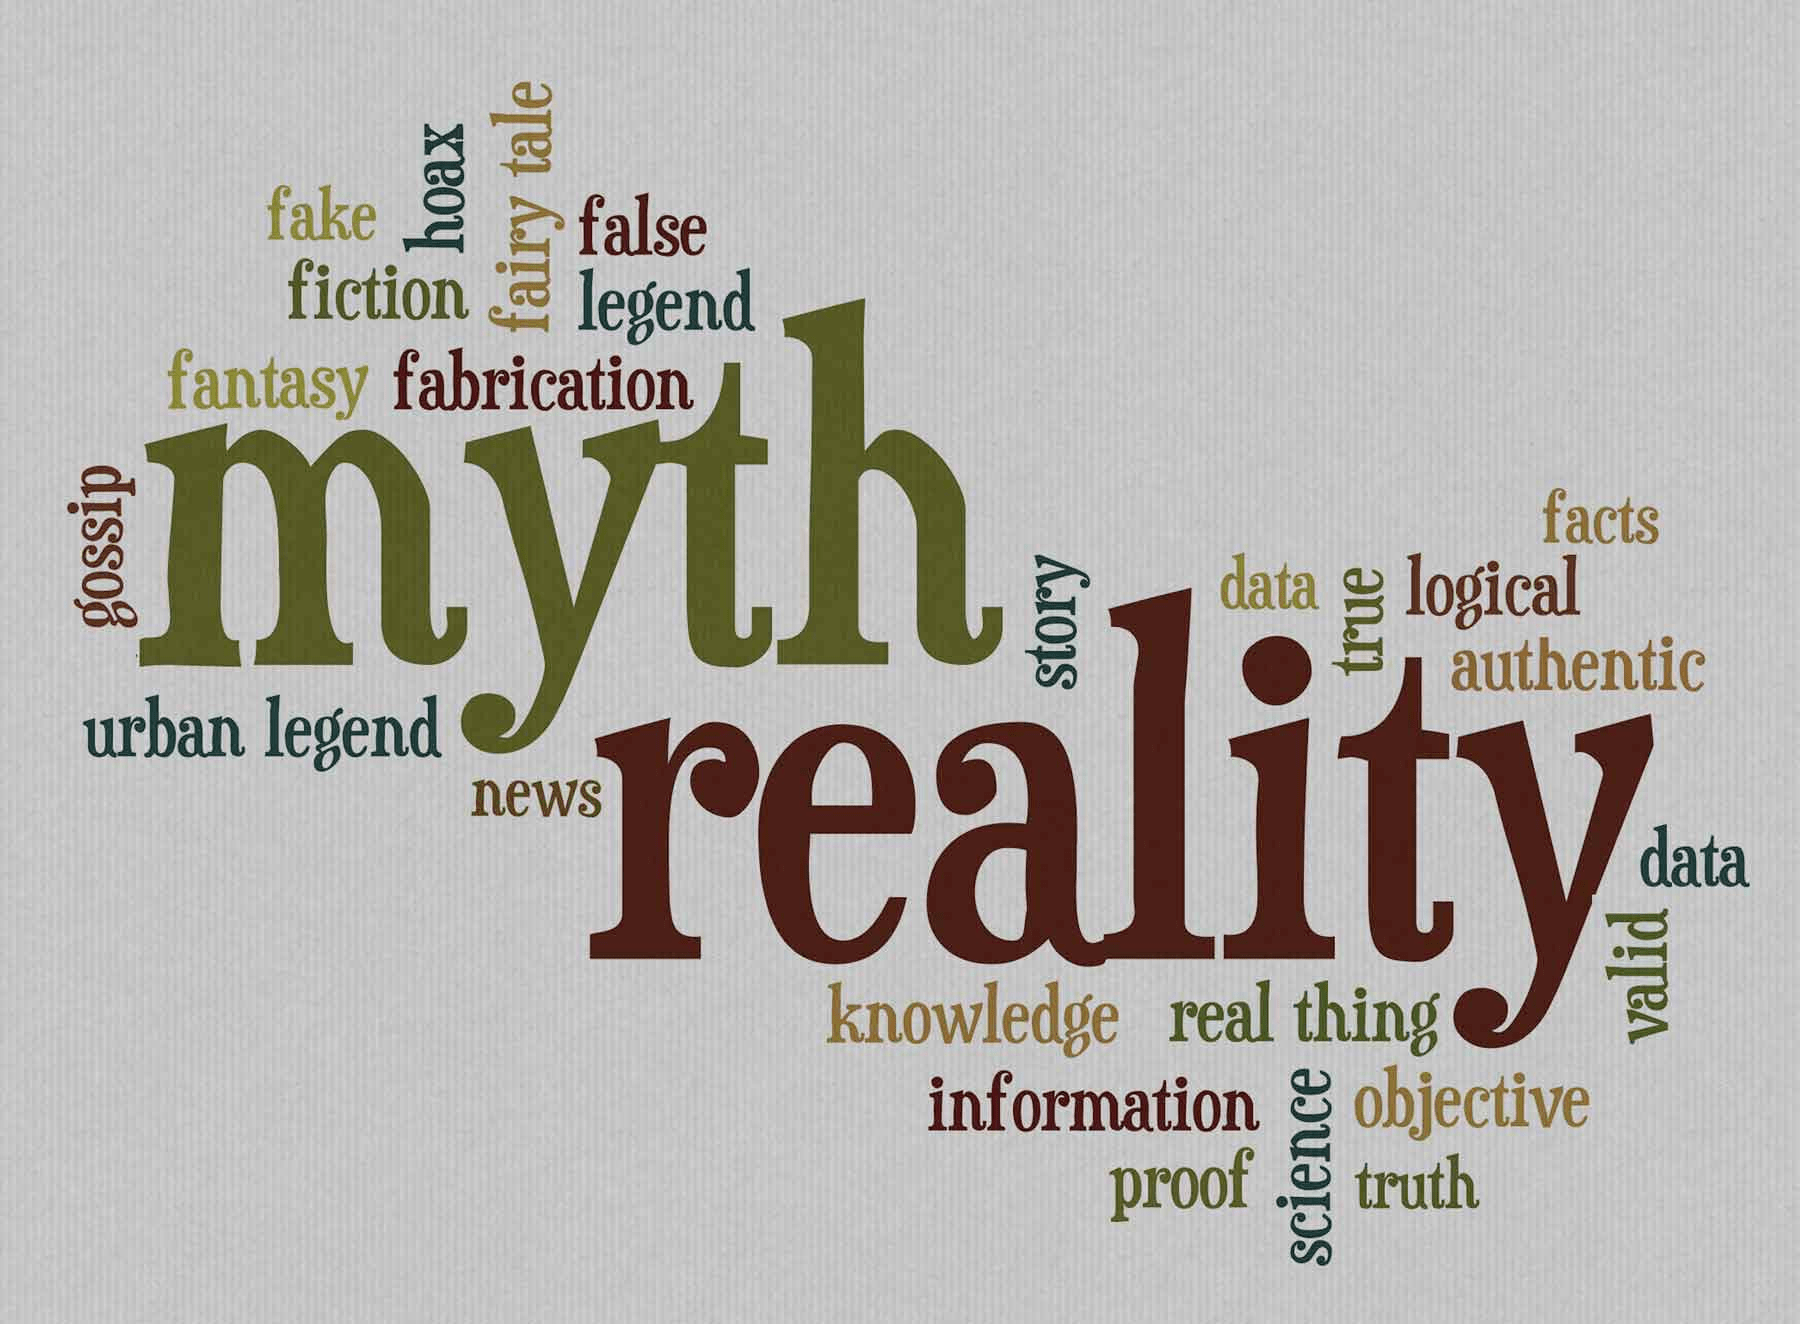 hoax
fairy tale
fake
false
fiction
legend
fantasy
fabrication
myth
gossip
urban legend
news
story
facts
data
true
logical
authentic
reality
data
valid
knowledge
real thing
information
science
objective
proof
truth